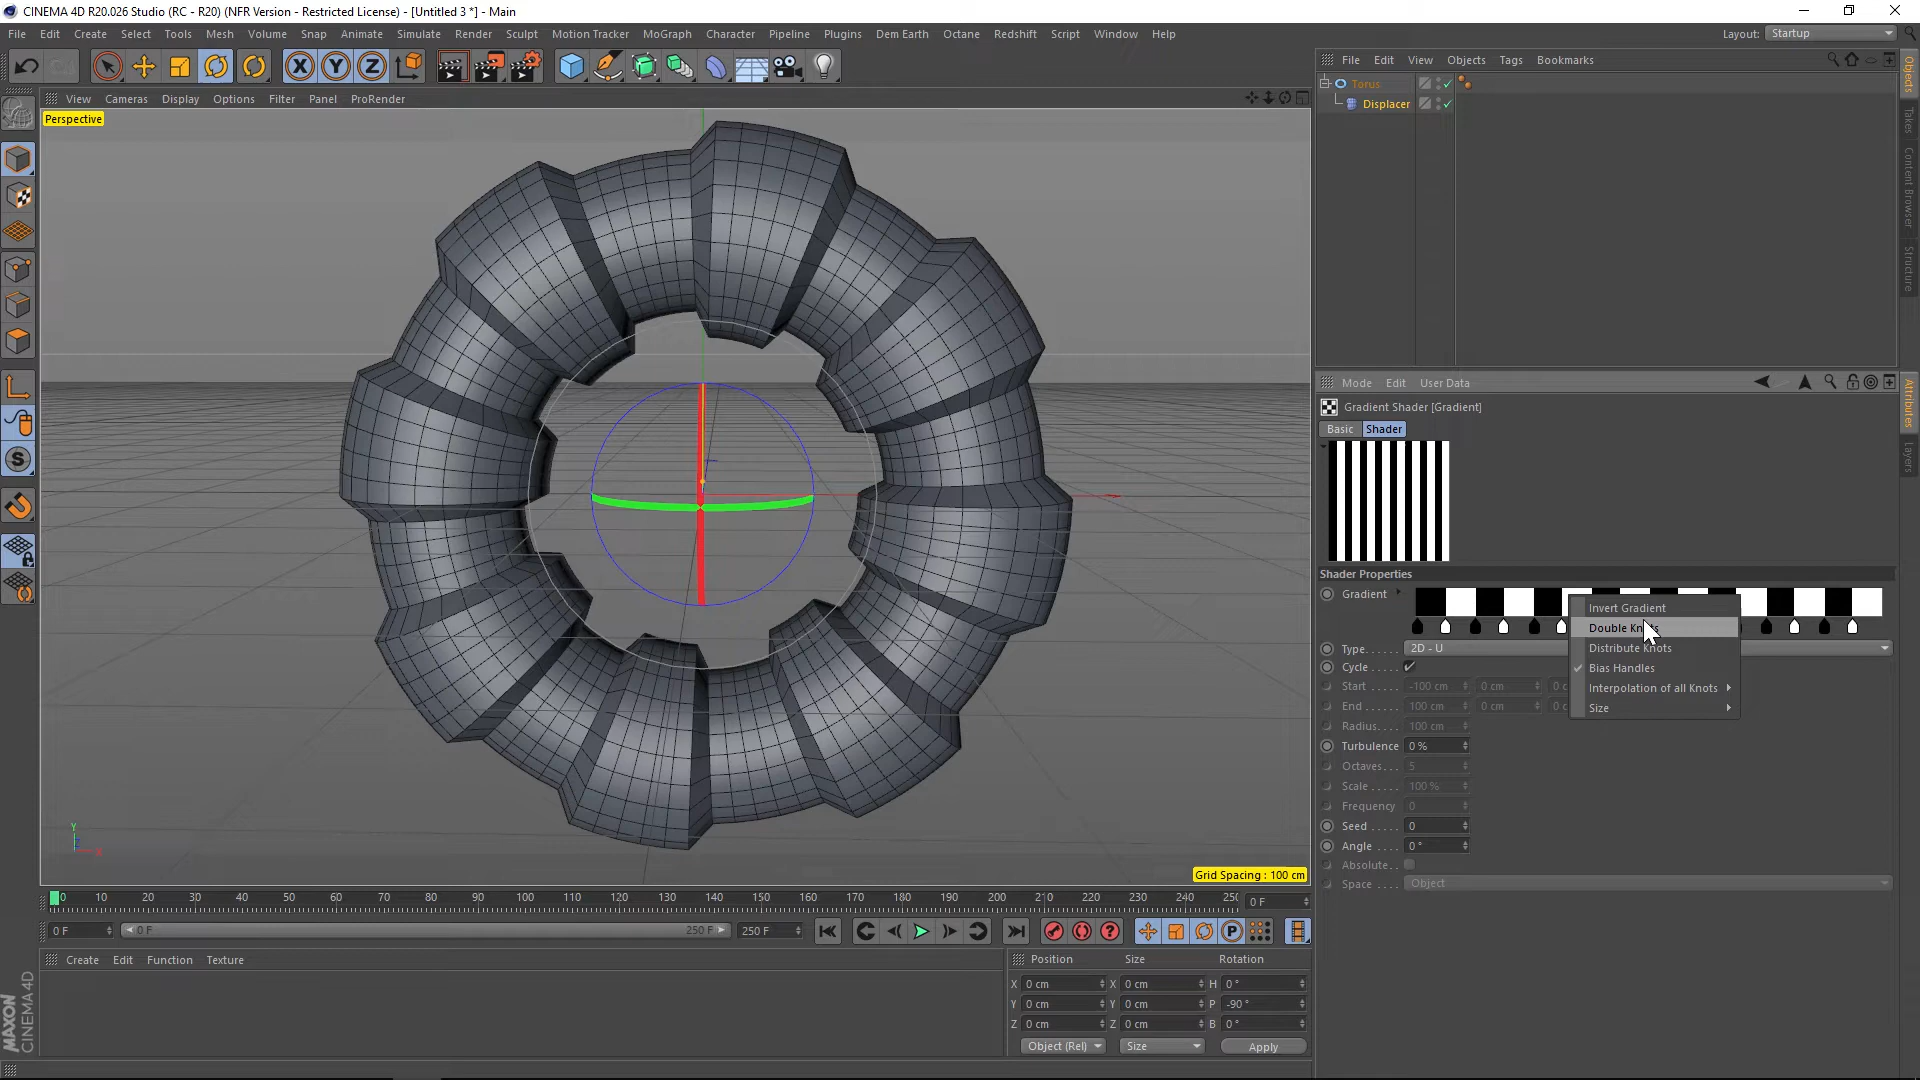 CINEMA 4D R20.026 Studio (RC - R20) (NFR Version - Restricted License) - [Untitled 3 *] - Main
File Edit Create Select Tools Mesh Volume Snap Animate Simulate Render Sculpt Motion Tracker MoGraph Character Pipeline Plugins Dem Earth Octane Redshift Script Window Help
Layout: Startup
X Y Z
File Edit View Objects Tags Bookmarks
View Cameras Display Options Filter Panel ProRender
Perspective
Torus
Displacer
Objects
Takes
Content Browser
Structure
Mode Edit User Data
Attributes
Layers
Gradient Shader [Gradient]
Basic Shader
Shader Properties
Gradient
Invert Gradient
Double Kn
Distribute Knots
Bias Handles
Interpolation of all Knots
Size
Type..... 2D - U
Cycle.....
Start ..... -100 cm 0 cm
End ...... 100 cm 0 cm
Radius.... 100 cm
Turbulence 0 %
Octaves... 5
Scale ..... 100 %
Frequency 0
Seed ..... 0
Angle .... 0 °
Absolute..
Space .... Object
Y
Z
X
Grid Spacing : 100 cm
0 10 20 30 40 50 60 70 80 90 100 110 120 130 140 150 160 170 180 190 200 210 220 230 240 250 0 F
0 F 0 F 250 F 250 F
P
Create Edit Function Texture
Position Size Rotation
X 0 cm X 0 cm H 0 °
Y 0 cm Y 0 cm P -90 °
Z 0 cm Z 0 cm B 0 °
Object (Rel) Size Apply
MAXON
CINEMA 4D